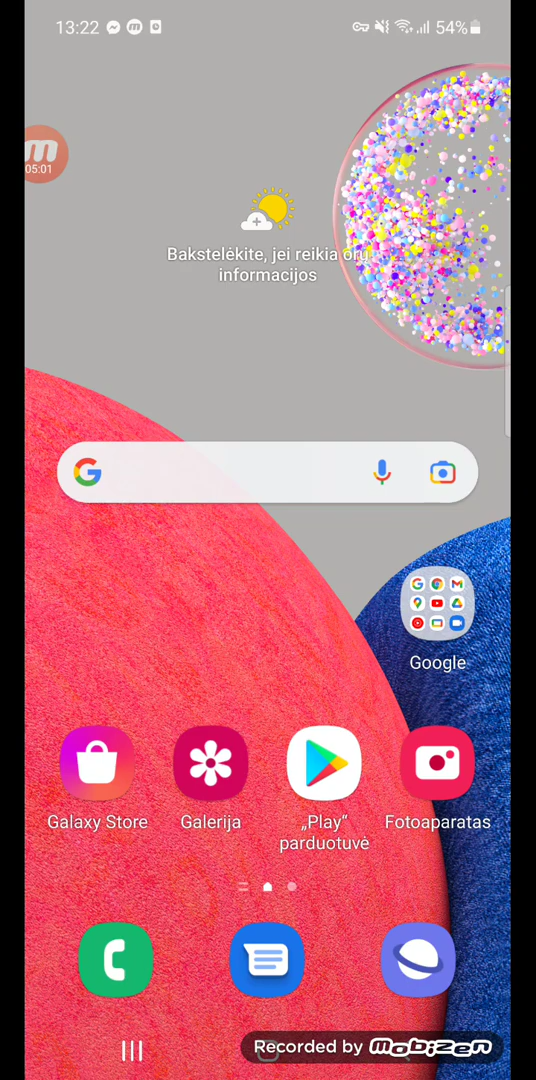 13:22
54%
05:01
Bakstelėkite, jei reikia orų
informacijos
Google
Galaxy Store
Galerija
„Play“
parduotuvė
Fotoaparatas
Recorded by mobizen